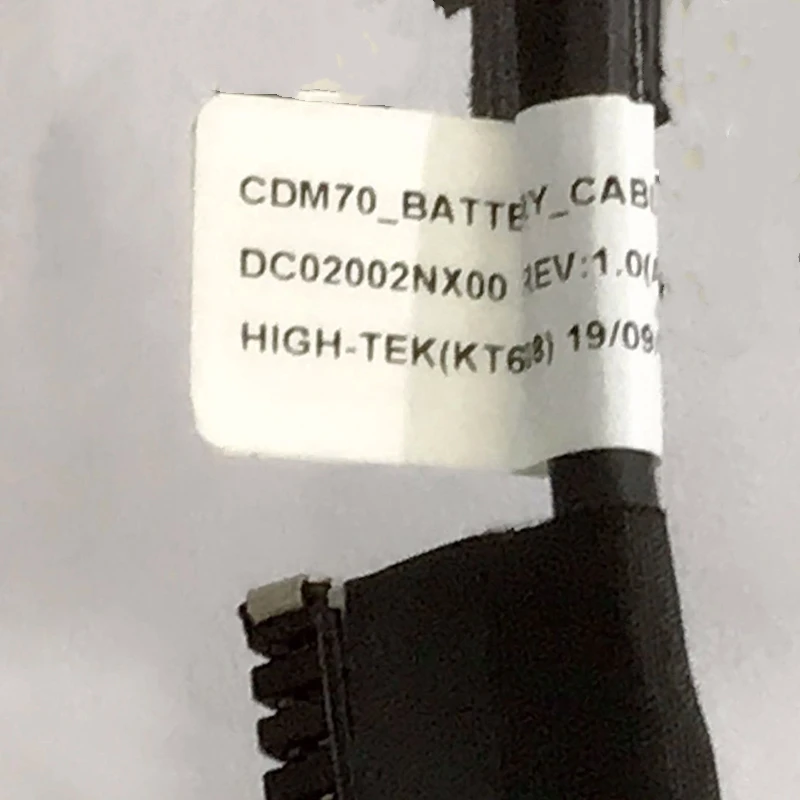 CDM70_BATTERY_CAB
DC02002NX00 REV:1.0(
HIGH-TEK(KT6 19/09